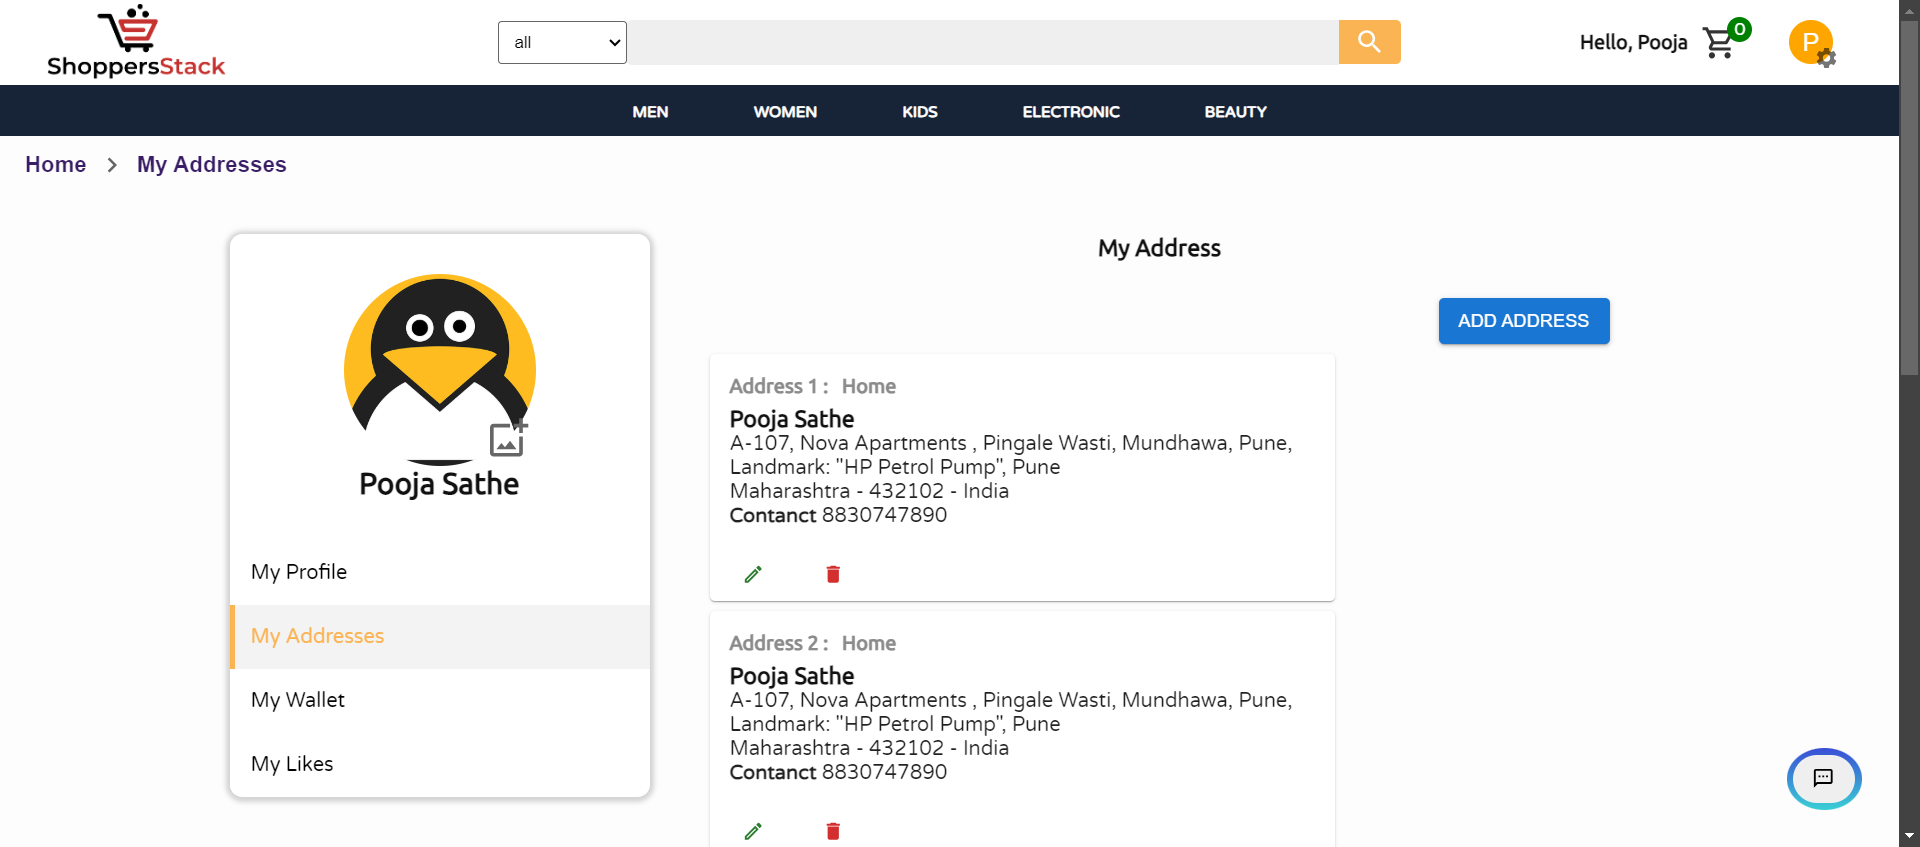 ShoppersStack
all
Hello, Pooja
0
P
MEN WOMEN KIDS ELECTRONIC BEAUTY
Home > My Addresses
Pooja Sathe
My Profile
My Addresses
My Wallet
My Likes
My Address
ADD ADDRESS
Address 1 : Home
Pooja Sathe
A-107, Nova Apartments , Pingale Wasti, Mundhawa, Pune,
Landmark: "HP Petrol Pump", Pune
Maharashtra - 432102 - India
Contanct 8830747890
Address 2 : Home
Pooja Sathe
A-107, Nova Apartments , Pingale Wasti, Mundhawa, Pune,
Landmark: "HP Petrol Pump", Pune
Maharashtra - 432102 - India
Contanct 8830747890